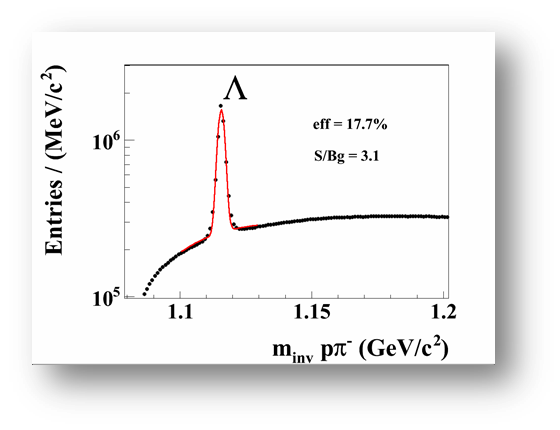 Λ
eff = 17.7%
S/Bg = 3.1
Entries / (MeV/c²)
10⁶
10⁵
1.1 1.15 1.2
m_inv pπ⁻ (GeV/c²)